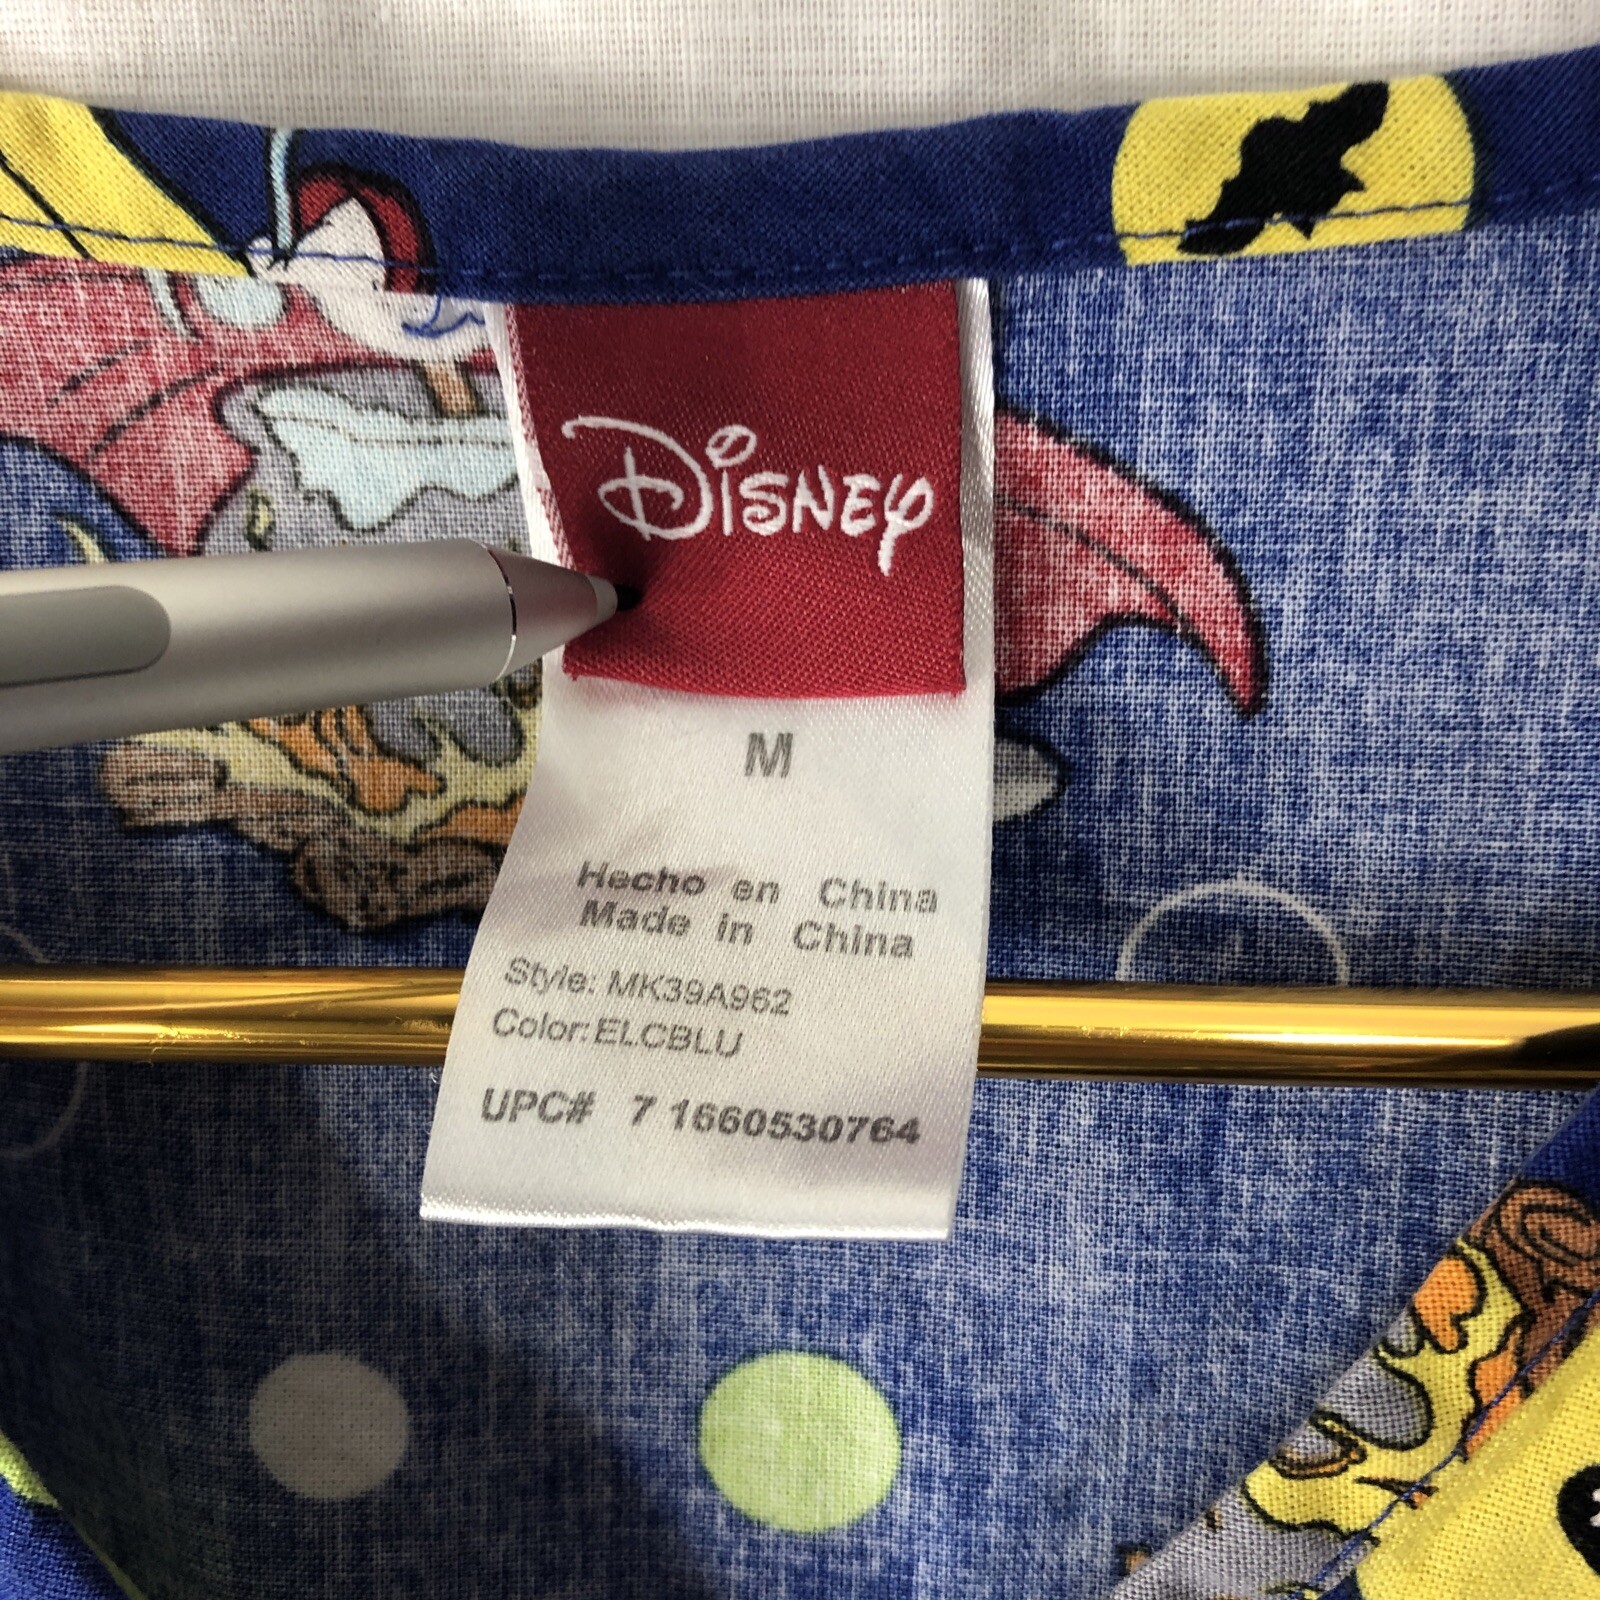 Disney
M
Hecho en China
Made in China
Style: MK39A962
Color:ELCBLU
UPC# 7 1660530764